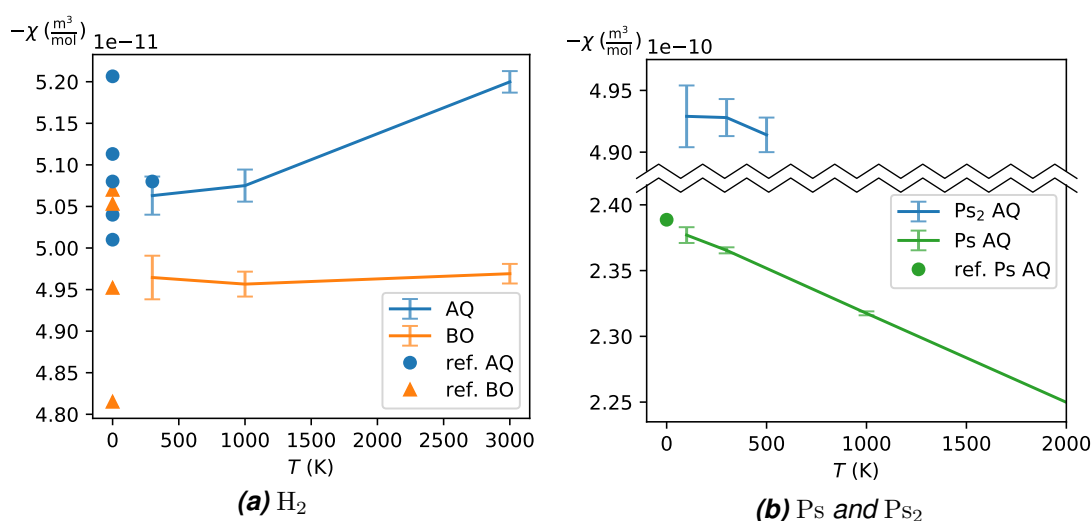 −χ (m³/mol) 1e−11
5.20
5.15
5.10
5.05
5.00
4.95
4.90
4.85
4.80
AQ
BO
ref. AQ
ref. BO
0 500 1000 1500 2000 2500 3000
T (K)
(a) H₂
−χ (m³/mol) 1e−10
4.95
4.90
2.40
2.35
2.30
2.25
Ps₂ AQ
Ps AQ
ref. Ps AQ
0 500 1000 1500 2000
T (K)
(b) Ps and Ps₂